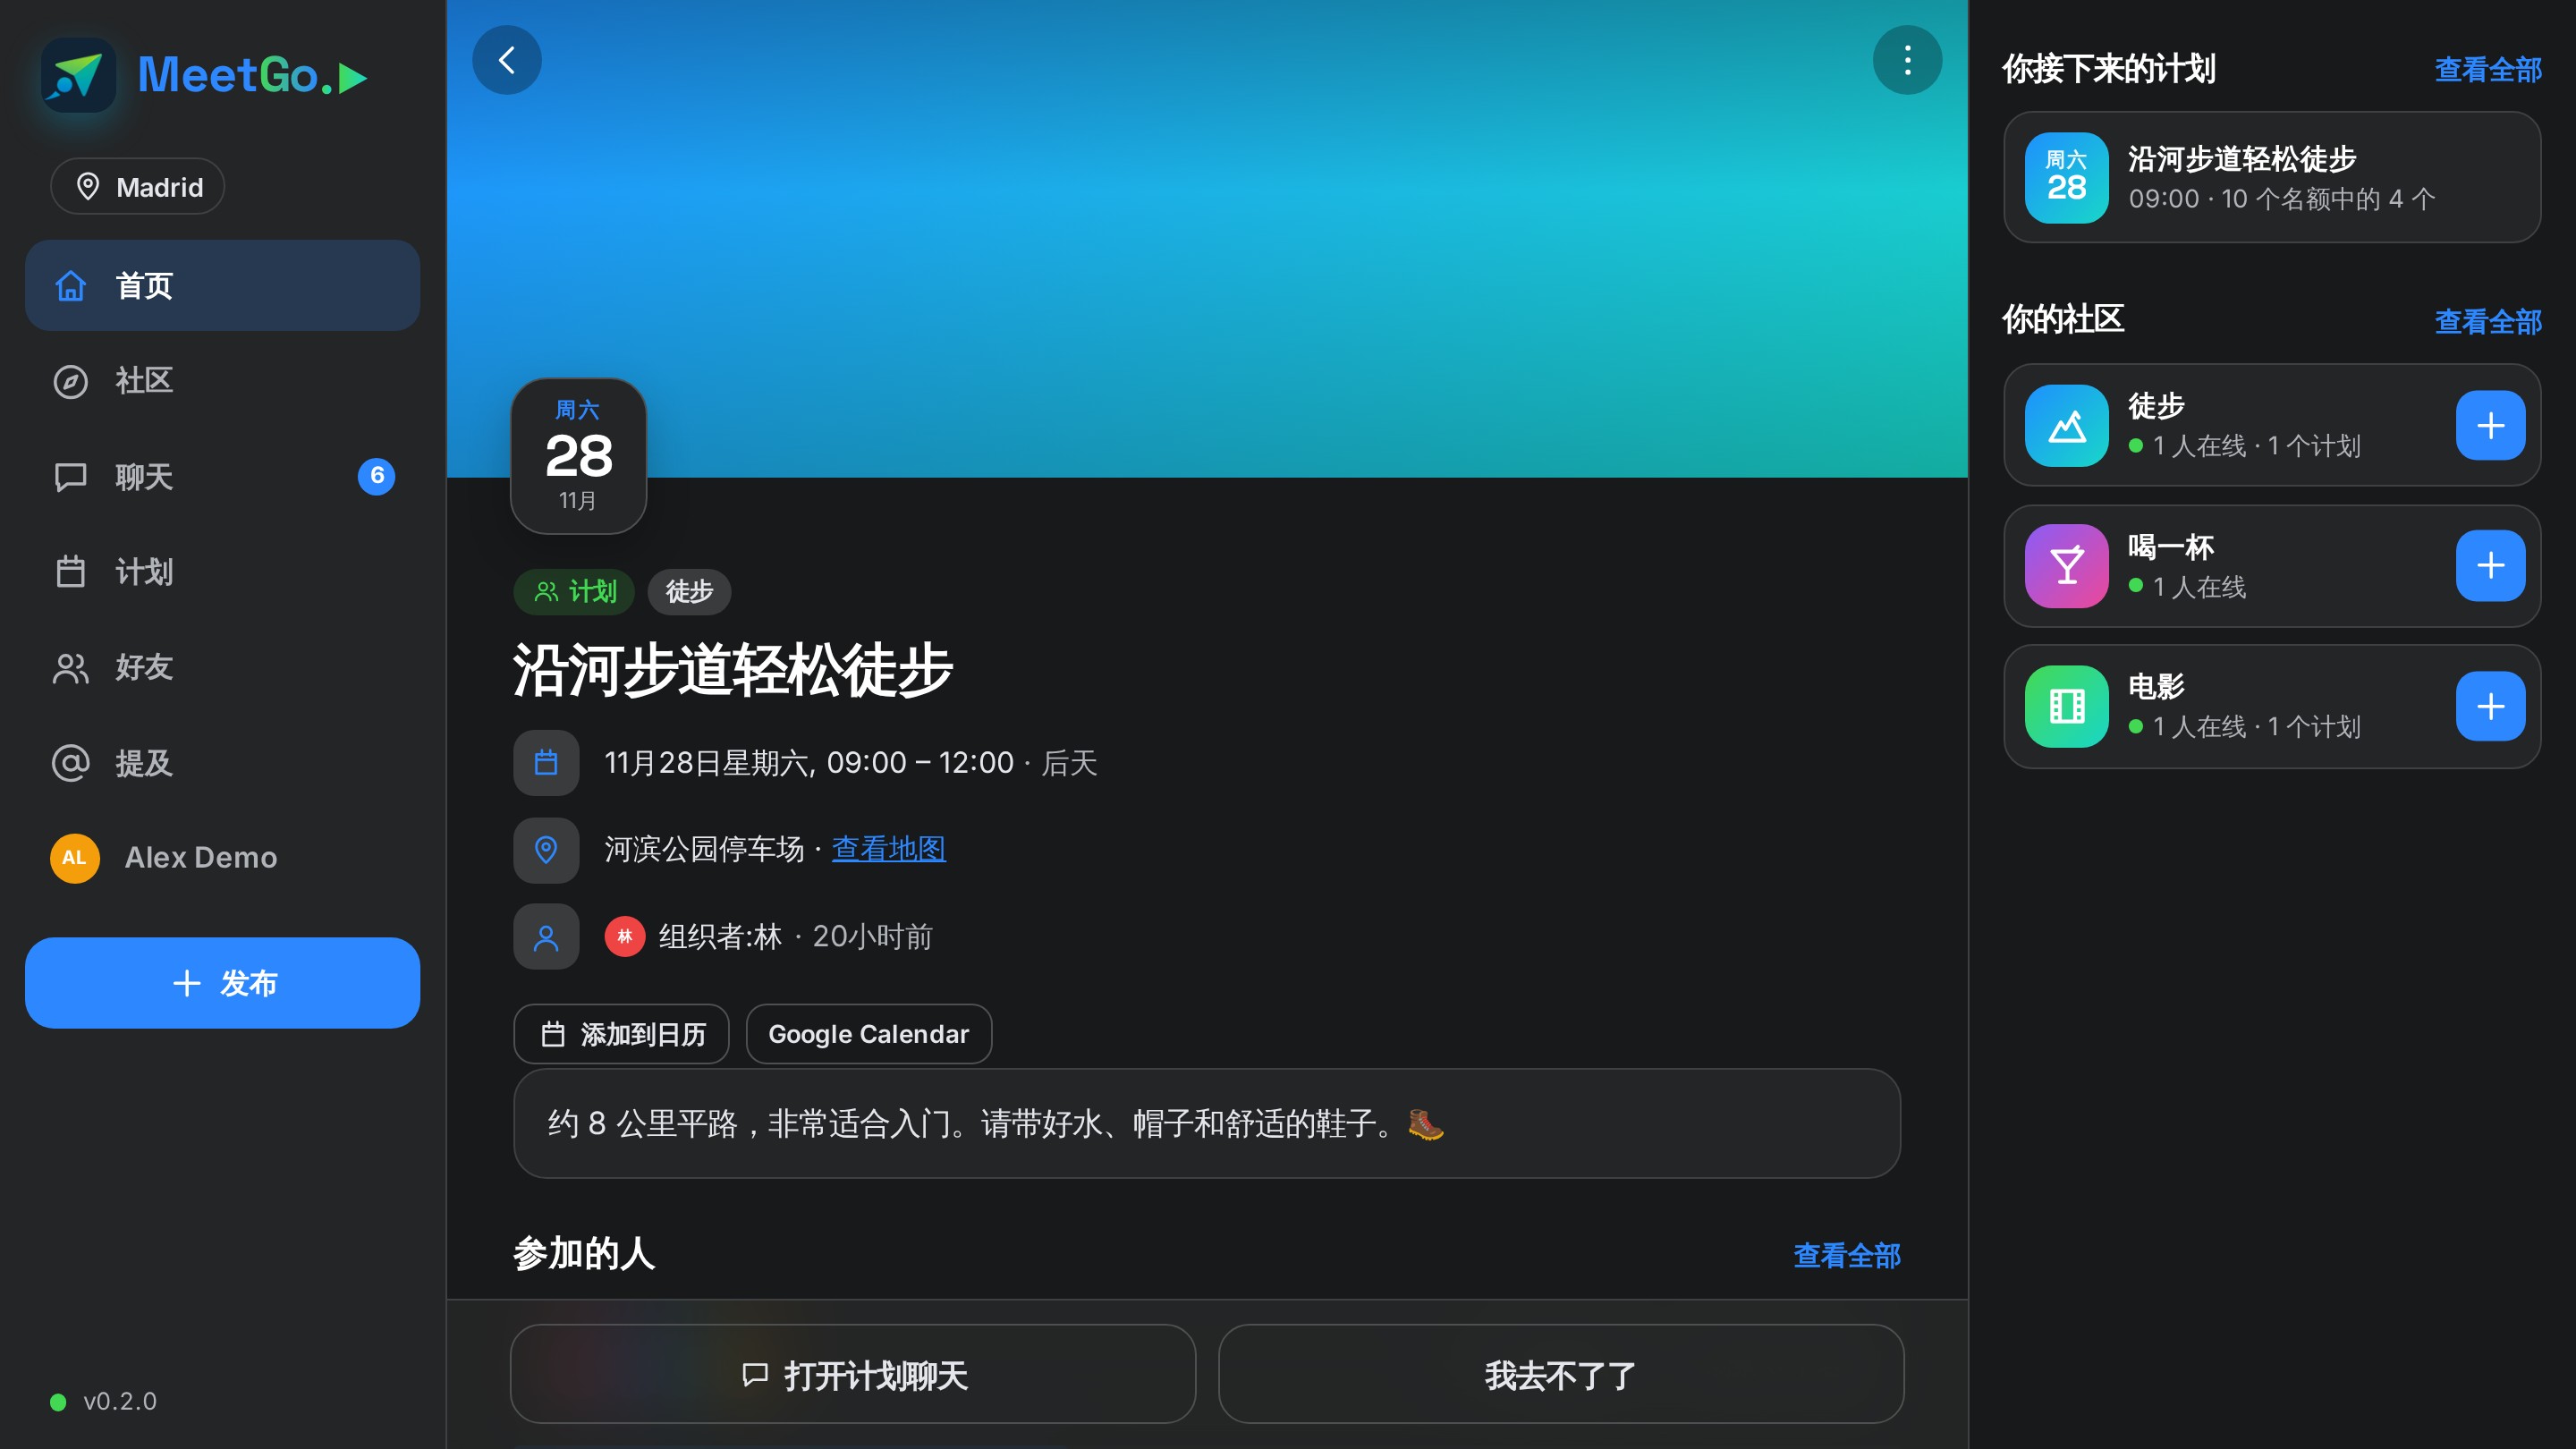 MeetGo.
Madrid
首页
社区
聊天
6
计划
好友
提及
AL
Alex Demo
发布
v0.2.0
周六
28
11月
计划
徒步
沿河步道轻松徒步
11月28日星期六, 09:00 – 12:00 · 后天
河滨公园停车场 · 查看地图
林
组织者:林 · 20小时前
添加到日历
Google Calendar
约 8 公里平路，非常适合入门。请带好水、帽子和舒适的鞋子。🥾
参加的人
查看全部
打开计划聊天
我去不了了
你接下来的计划
查看全部
周六
28
沿河步道轻松徒步
09:00 · 10 个名额中的 4 个
你的社区
查看全部
徒步
1 人在线 · 1 个计划
喝一杯
1 人在线
电影
1 人在线 · 1 个计划